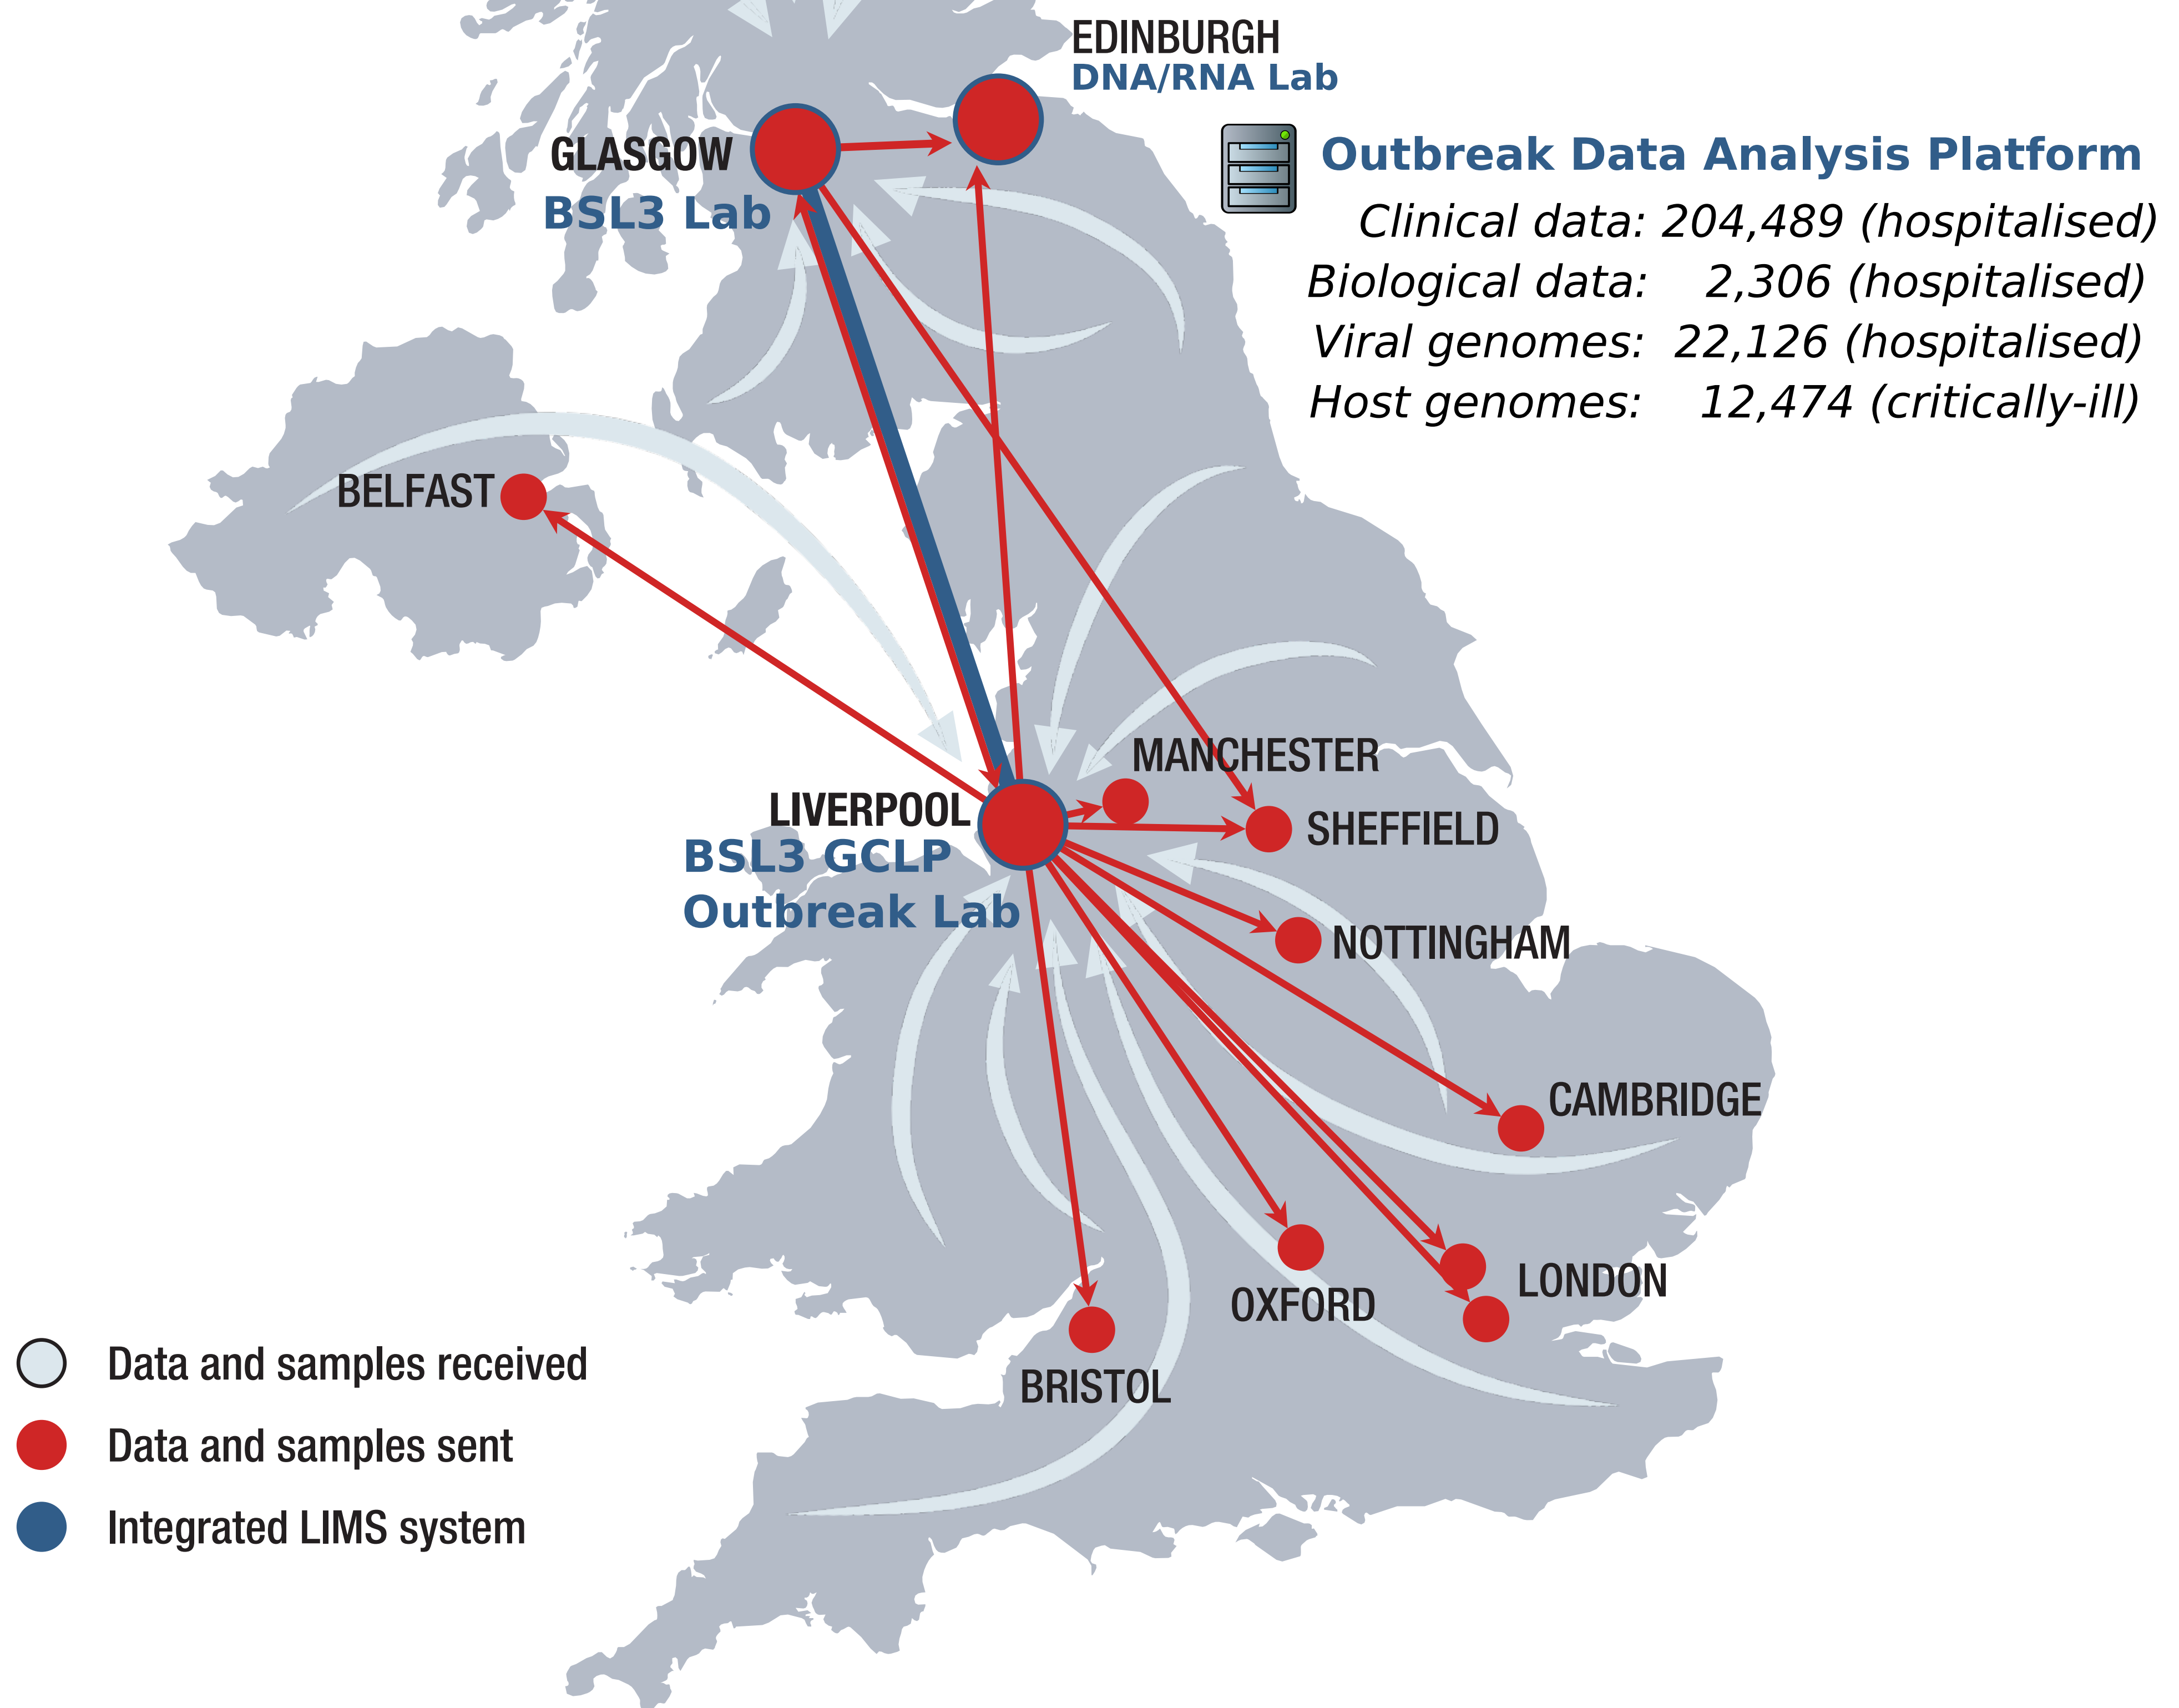 EDINBURGH
DNA/RNA Lab
GLASGOW
BSL3 Lab
Outbreak Data Analysis Platform
Clinical data: 204,489 (hospitalised)
Biological data: 2,306 (hospitalised)
Viral genomes: 22,126 (hospitalised)
Host genomes: 12,474 (critically-ill)
BELFAST
MANCHESTER
LIVERPOOL
BSL3 GCLP
Outbreak Lab
SHEFFIELD
NOTTINGHAM
CAMBRIDGE
LONDON
OXFORD
BRISTOL
Data and samples received
Data and samples sent
Integrated LIMS system